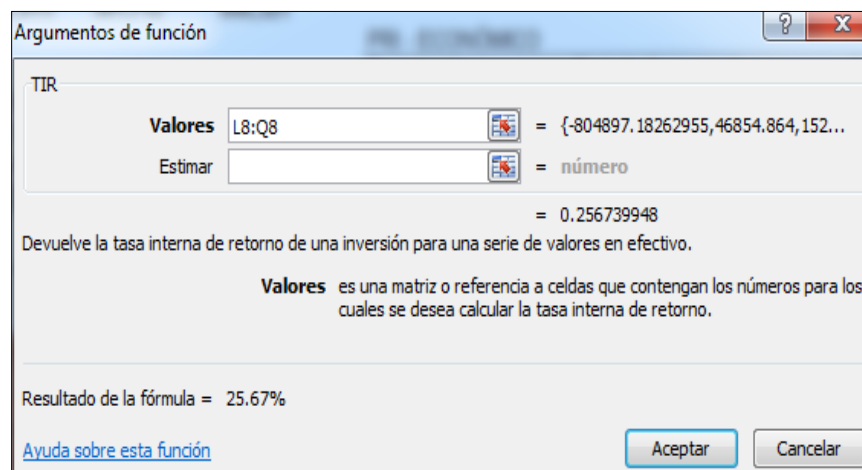 Argumentos de función
TIR
Valores L8:Q8 = {-804897.18262955,46854.864,152...
Estimar = número
= 0.256739948
Devuelve la tasa interna de retorno de una inversión para una serie de valores en efectivo.
Valores es una matriz o referencia a celdas que contengan los números para los
cuales se desea calcular la tasa interna de retorno.
Resultado de la fórmula = 25.67%
Ayuda sobre esta función Aceptar Cancelar